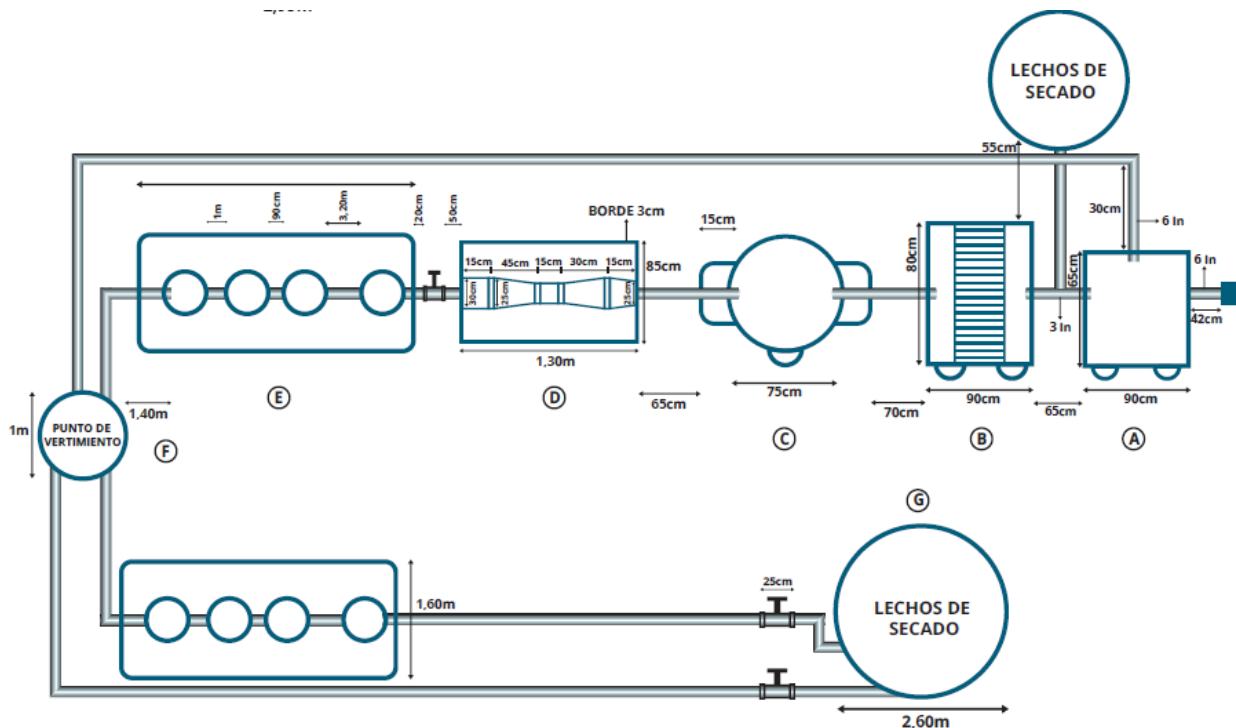 LECHOS DE
SECADO
55cm
30cm
6 In
1m
90cm
3,20m
20cm
50cm
BORDE 3cm
15cm
80cm
65cm
6 In
15cm
45cm
15cm
30cm
15cm
85cm
30cm
25cm
25cm
3 In
42cm
1,30m
65cm
75cm
70cm
90cm
65cm
90cm
E
D
C
B
A
1m
PUNTO DE
VERTIMIENTO
1,40m
F
G
1,60m
25cm
LECHOS DE
SECADO
2,60m